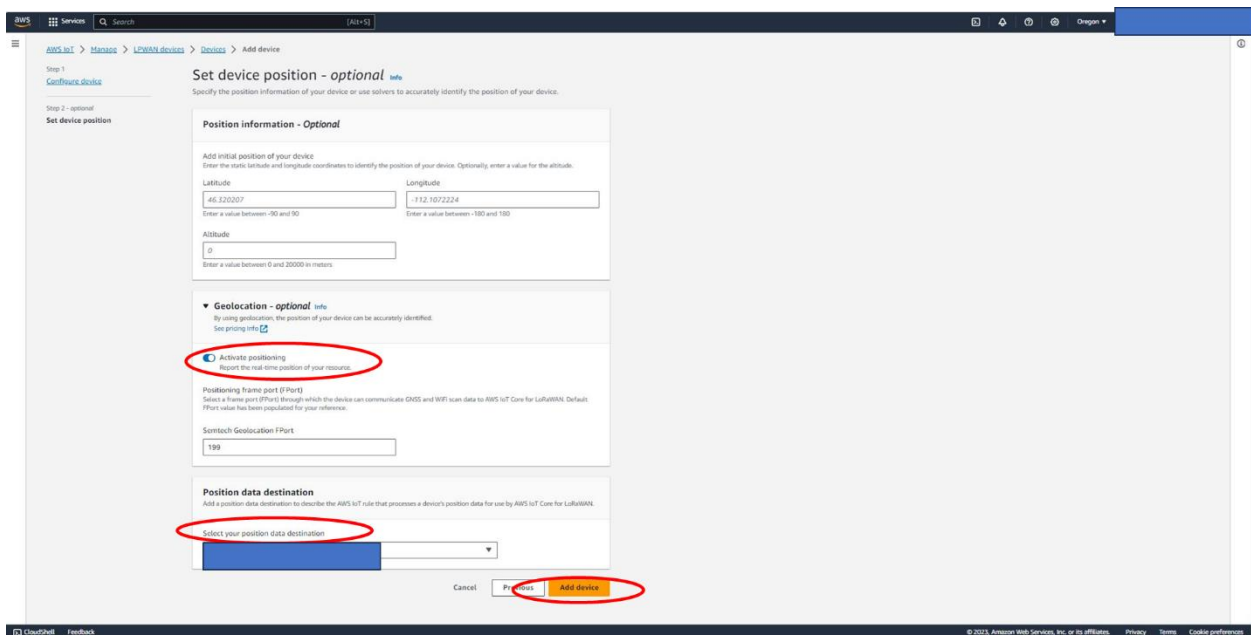 aws
Services
Search
[Alt+S]
Oregon
AWS IoT > Manage > LPWAN devices > Devices > Add device
Step 1
Configure device
Step 2 - optional
Set device position
Set device position - optional Info
Specify the position information of your device or use solvers to accurately identify the position of your device.
Position information - Optional
Add initial position of your device
Enter the static latitude and longitude coordinates to identify the position of your device. Optionally, enter a value for the altitude.
Latitude
Longitude
46.320207
-112.1072224
Enter a value between -90 and 90
Enter a value between -180 and 180
Altitude
0
Enter a value between 0 and 20000 in meters
Geolocation - optional Info
By using geolocation, the position of your device can be accurately identified.
See pricing info
Activate positioning
Report the real-time position of your resource.
Positioning frame port (FPort)
Select a frame port (FPort) through which the device can communicate GNSS and WiFi scan data to AWS IoT Core for LoRaWAN. Default
FPort value has been populated for your reference.
Semtech Geolocation FPort
199
Position data destination
Add a position data destination to describe the AWS IoT rule that processes a device's position data for use by AWS IoT Core for LoRaWAN.
Select your position data destination
Cancel
Previous
Add device
CloudShell
Feedback
© 2023, Amazon Web Services, Inc. or its affiliates.
Privacy
Terms
Cookie preferences